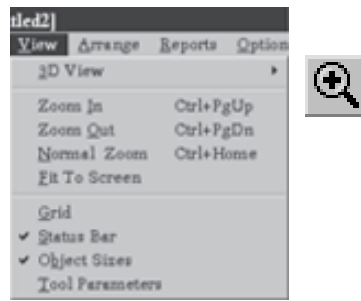 tled2]
View Arrange Reports Option
3D View
Zoom In Ctrl+PgUp
Zoom Out Ctrl+PgDn
Normal Zoom Ctrl+Home
Fit To Screen
Grid
✔ Status Bar
✔ Object Sizes
Tool Parameters